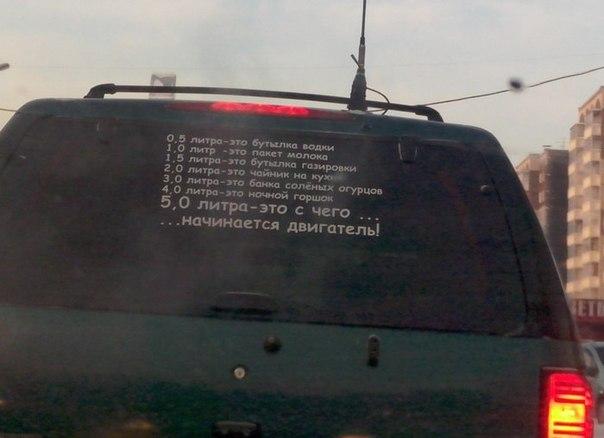 0,5 литра-это бутылка водки
1,0 литр -это пакет молока
1,5 литра-это бутылка газировки
2,0 литра-это чайник на кухне
3,0 литра-это банка солёных огурцов
4,0 литра-это ночной горшок
5,0 литра-это с чего ...
...начинается двигатель!